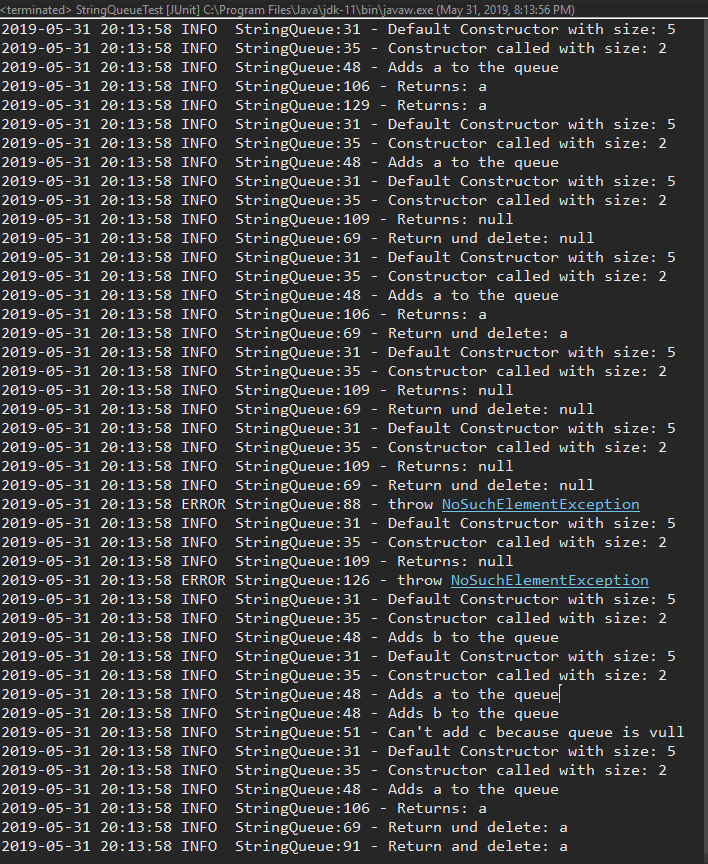 <terminated> StringQueueTest [JUnit] C:\Program Files\Java\jdk-11\bin\javaw.exe (May 31, 2019, 8:13:56 PM)
2019-05-31 20:13:58 INFO  StringQueue:31 - Default Constructor with size: 5
2019-05-31 20:13:58 INFO  StringQueue:35 - Constructor called with size: 2
2019-05-31 20:13:58 INFO  StringQueue:48 - Adds a to the queue
2019-05-31 20:13:58 INFO  StringQueue:106 - Returns: a
2019-05-31 20:13:58 INFO  StringQueue:129 - Returns: a
2019-05-31 20:13:58 INFO  StringQueue:31 - Default Constructor with size: 5
2019-05-31 20:13:58 INFO  StringQueue:35 - Constructor called with size: 2
2019-05-31 20:13:58 INFO  StringQueue:48 - Adds a to the queue
2019-05-31 20:13:58 INFO  StringQueue:31 - Default Constructor with size: 5
2019-05-31 20:13:58 INFO  StringQueue:35 - Constructor called with size: 2
2019-05-31 20:13:58 INFO  StringQueue:109 - Returns: null
2019-05-31 20:13:58 INFO  StringQueue:69 - Return und delete: null
2019-05-31 20:13:58 INFO  StringQueue:31 - Default Constructor with size: 5
2019-05-31 20:13:58 INFO  StringQueue:35 - Constructor called with size: 2
2019-05-31 20:13:58 INFO  StringQueue:48 - Adds a to the queue
2019-05-31 20:13:58 INFO  StringQueue:106 - Returns: a
2019-05-31 20:13:58 INFO  StringQueue:69 - Return und delete: a
2019-05-31 20:13:58 INFO  StringQueue:31 - Default Constructor with size: 5
2019-05-31 20:13:58 INFO  StringQueue:35 - Constructor called with size: 2
2019-05-31 20:13:58 INFO  StringQueue:109 - Returns: null
2019-05-31 20:13:58 INFO  StringQueue:69 - Return und delete: null
2019-05-31 20:13:58 INFO  StringQueue:31 - Default Constructor with size: 5
2019-05-31 20:13:58 INFO  StringQueue:35 - Constructor called with size: 2
2019-05-31 20:13:58 INFO  StringQueue:109 - Returns: null
2019-05-31 20:13:58 INFO  StringQueue:69 - Return und delete: null
2019-05-31 20:13:58 ERROR StringQueue:88 - throw NoSuchElementException
2019-05-31 20:13:58 INFO  StringQueue:31 - Default Constructor with size: 5
2019-05-31 20:13:58 INFO  StringQueue:35 - Constructor called with size: 2
2019-05-31 20:13:58 INFO  StringQueue:109 - Returns: null
2019-05-31 20:13:58 ERROR StringQueue:126 - throw NoSuchElementException
2019-05-31 20:13:58 INFO  StringQueue:31 - Default Constructor with size: 5
2019-05-31 20:13:58 INFO  StringQueue:35 - Constructor called with size: 2
2019-05-31 20:13:58 INFO  StringQueue:48 - Adds b to the queue
2019-05-31 20:13:58 INFO  StringQueue:31 - Default Constructor with size: 5
2019-05-31 20:13:58 INFO  StringQueue:35 - Constructor called with size: 2
2019-05-31 20:13:58 INFO  StringQueue:48 - Adds a to the queue
2019-05-31 20:13:58 INFO  StringQueue:48 - Adds b to the queue
2019-05-31 20:13:58 INFO  StringQueue:51 - Can't add c because queue is vull
2019-05-31 20:13:58 INFO  StringQueue:31 - Default Constructor with size: 5
2019-05-31 20:13:58 INFO  StringQueue:35 - Constructor called with size: 2
2019-05-31 20:13:58 INFO  StringQueue:48 - Adds a to the queue
2019-05-31 20:13:58 INFO  StringQueue:106 - Returns: a
2019-05-31 20:13:58 INFO  StringQueue:69 - Return und delete: a
2019-05-31 20:13:58 INFO  StringQueue:91 - Return and delete: a